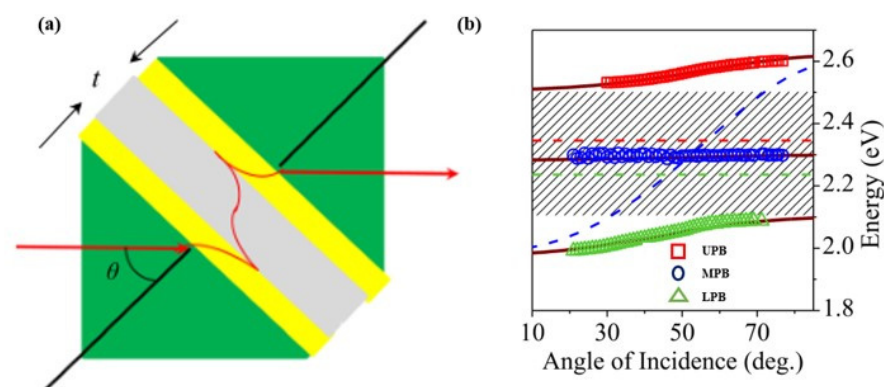 (a)
t
θ
(b)
2.6
2.4
2.2
2.0
1.8
Energy (eV)
UPB
MPB
LPB
10 30 50 70
Angle of Incidence (deg.)